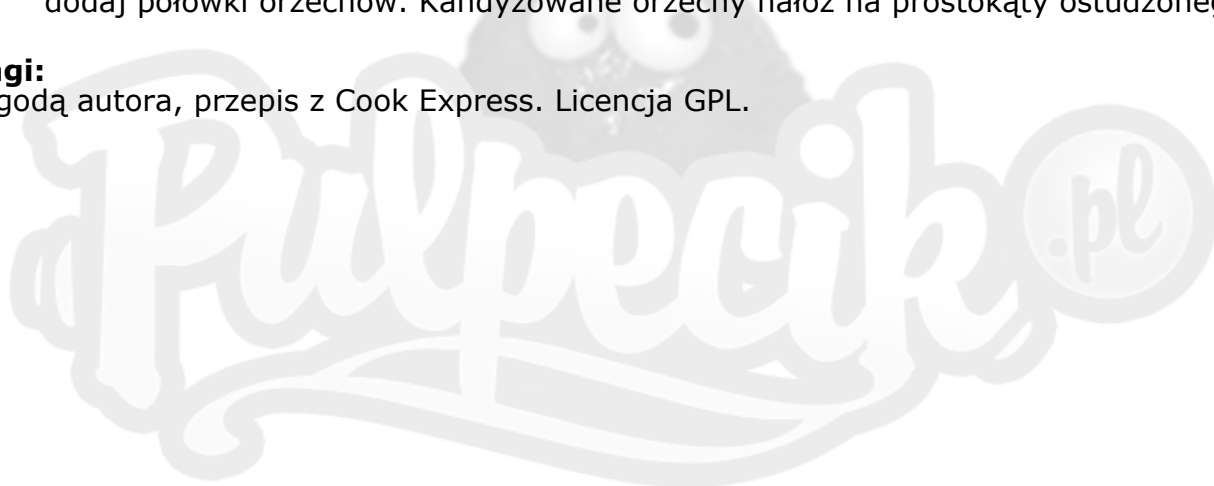 dodaj połówki orzechów. Kandyzowane orzechy nałóż na prostokąty ostudzoneg
gi:
godą autora, przepis z Cook Express. Licencja GPL.
Pulpecik.pl